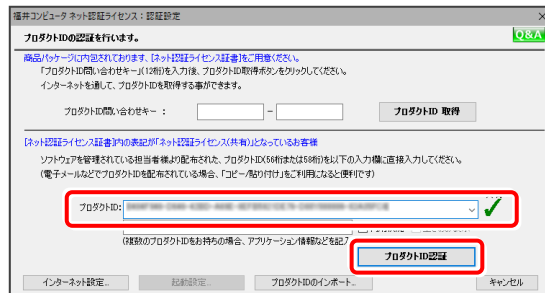 福井コンピュータ ネット認証ライセンス：認証設定
プロダクトIDの認証を行います。
Q&A
商品パッケージに内包されております、【ネット認証ライセンス証書】をご用意ください。
「プロダクトID問い合わせキー」(12桁)を入力後、プロダクトID取得ボタンをクリックしてください。
インターネットを通して、プロダクトIDを取得する事ができます。
プロダクトID問い合わせキー ：
－
プロダクトID 取得
【ネット認証ライセンス証書】内の表記が「ネット認証ライセンス(共有)」となっているお客様
ソフトウェアを管理されている担当者様より配布された、プロダクトID(56桁または58桁)を以下の入力欄に直接入力してください。
(電子メールなどでプロダクトIDを配布されている場合、「コピー/貼り付け」をご利用になると便利です)
プロダクトID:
(複数のプロダクトIDをお持ちの場合、アプリケーション情報などを記入
プロダクトID認証
インターネット設定...
起動設定...
プロダクトIDのインポート...
キャンセル